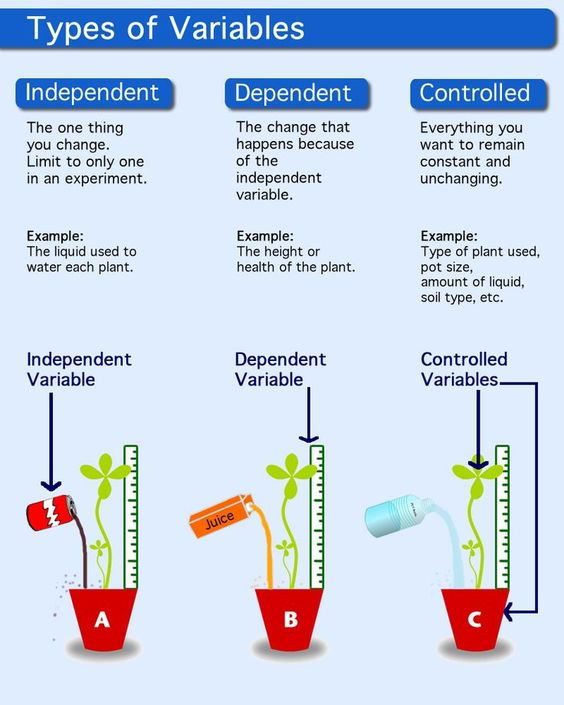 Types of Variables
Independent
The one thing
you change.
Limit to only one
in an experiment.
Example:
The liquid used to
water each plant.
Dependent
The change that
happens because
of the
independent
variable.
Example:
The height or
health of the plant.
Controlled
Everything you
want to remain
constant and
unchanging.
Example:
Type of plant used,
pot size,
amount of liquid,
soil type, etc.
Independent
Variable
Dependent
Variable
Controlled
Variables
Juice
A
B
C